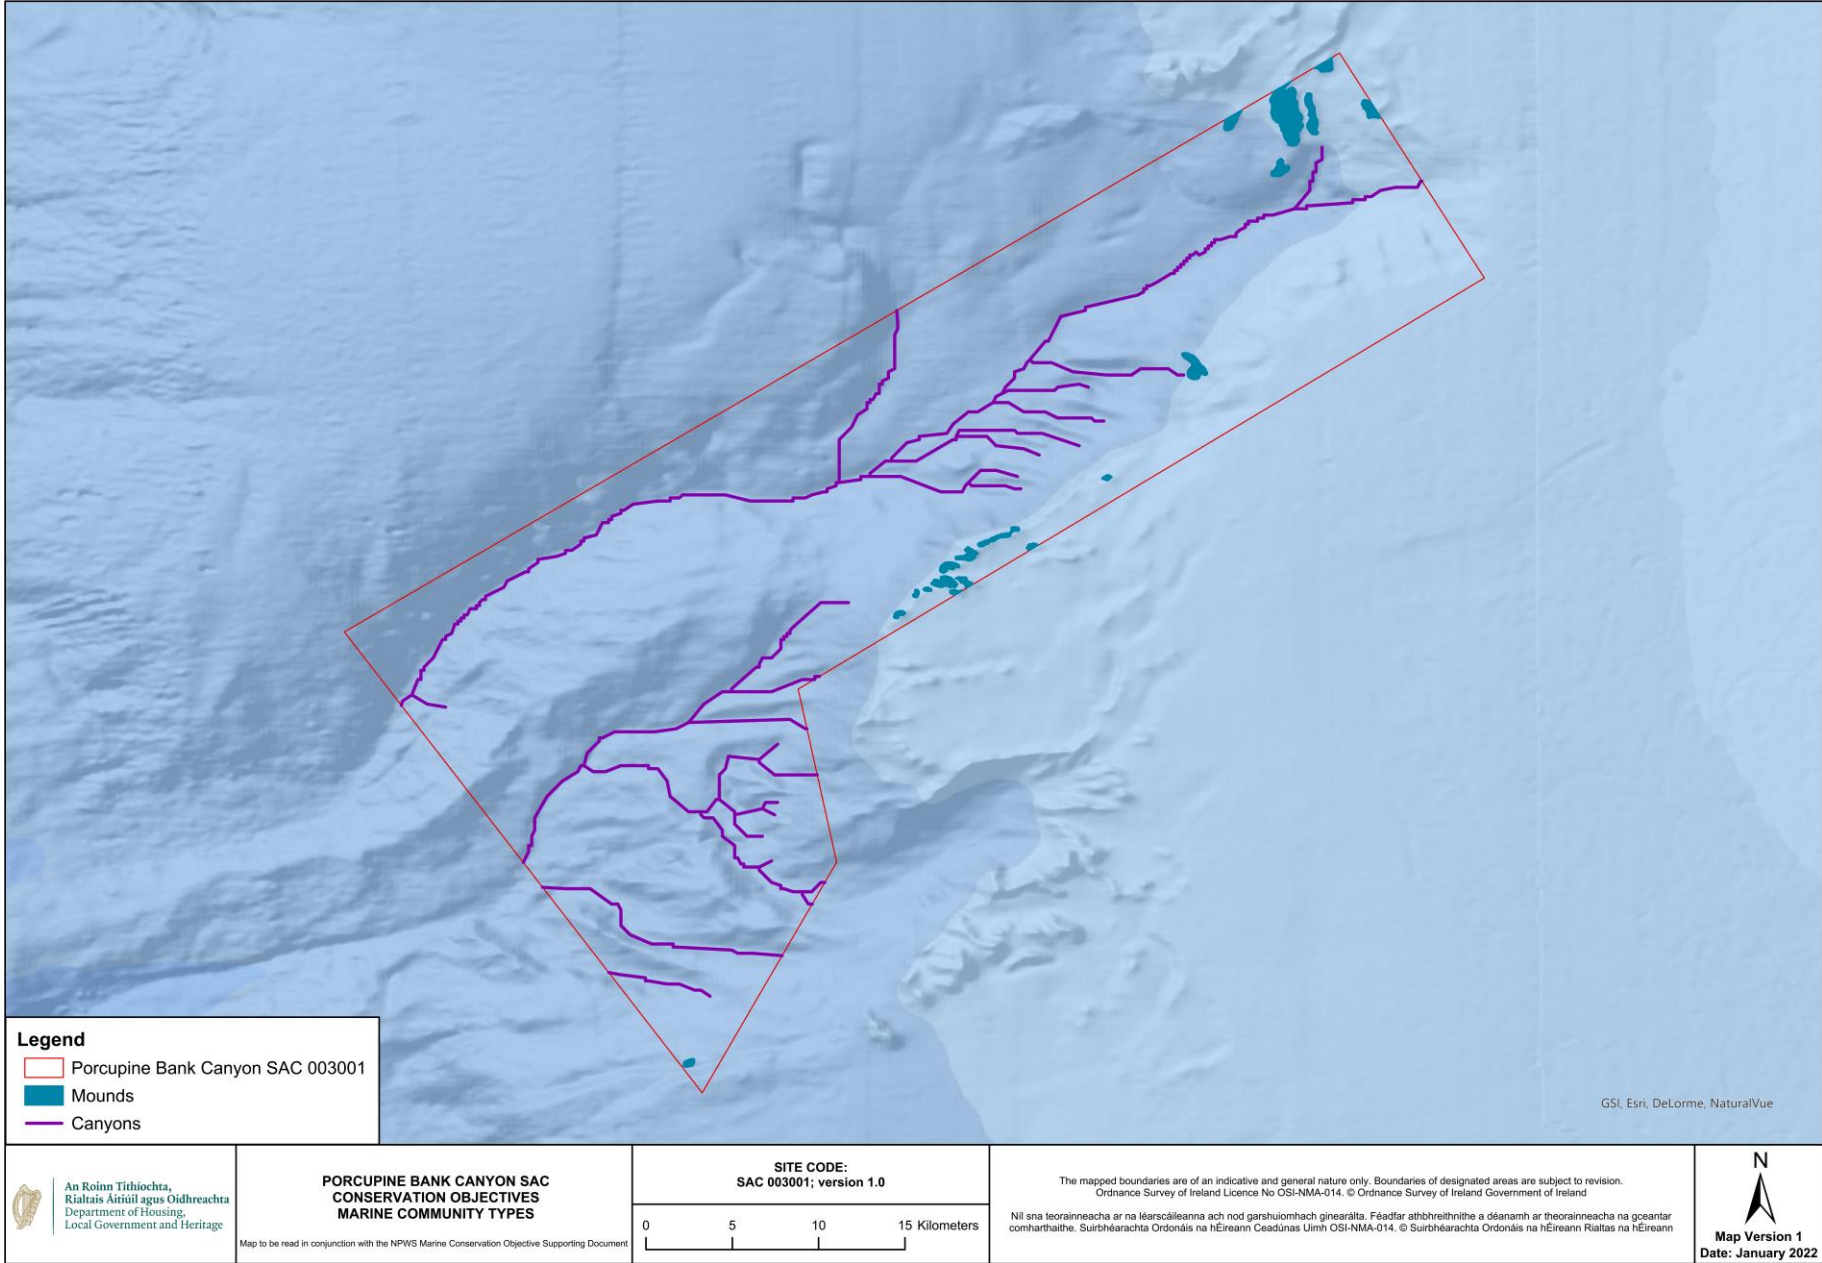 Legend
Porcupine Bank Canyon SAC 003001
Mounds
Canyons
GSI, Esri, DeLorme, NaturalVue
An Roinn Tithíochta,
Rialtais Áitiúil agus Oidhreachta
Department of Housing,
Local Government and Heritage
PORCUPINE BANK CANYON SAC
CONSERVATION OBJECTIVES
MARINE COMMUNITY TYPES
Map to be read in conjunction with the NPWS Marine Conservation Objective Supporting Document
SITE CODE:
SAC 003001; version 1.0
0 5 10 15 Kilometers
The mapped boundaries are of an indicative and general nature only. Boundaries of designated areas are subject to revision.
Ordnance Survey of Ireland Licence No OSI-NMA-014. © Ordnance Survey of Ireland Government of Ireland
Níl sna teorainneacha ar na léarscáileanna ach nod garshuiomhach ginearálta. Féadfar athbhreithnithe a déanamh ar theorainneacha na gceantar
comharthaithe. Suirbhéarachta Ordonáis na hÉireann Ceadúnas Uimh OSI-NMA-014. © Suirbhéarachta Ordonáis na hÉireann Rialtas na hÉireann
N
Map Version 1
Date: January 2022